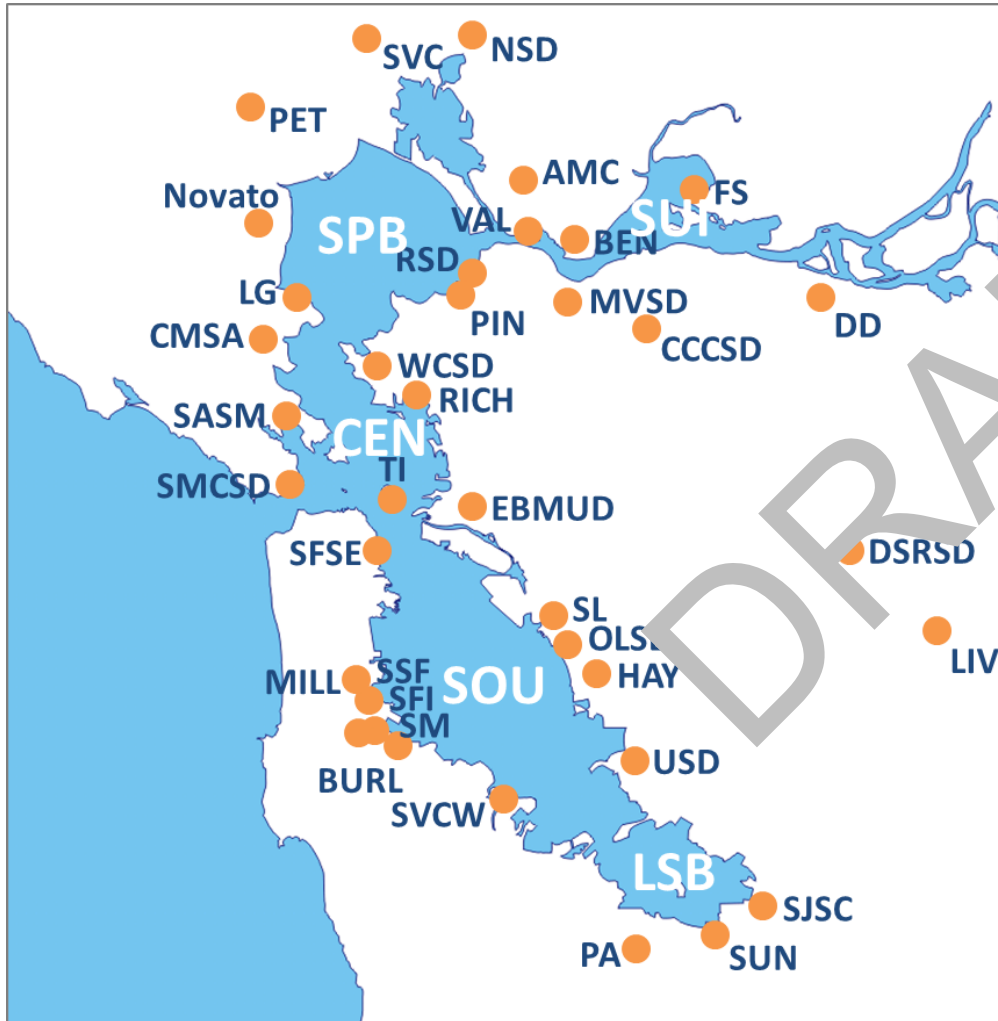 SVC
NSD
PET
AMC
FS
Novato
VAL
SUI
SPB
BEN
RSD
LG
PIN
MVSD
DD
CMSA
CCCSD
WCSD
RICH
SASM
CEN
TI
SMCSD
EBMUD
SFSE
DSRSD
SL
LIV
SSF
HAY
MILL
SOU
SFI
SM
USD
BURL
SVCW
LSB
SJSC
PA
SUN